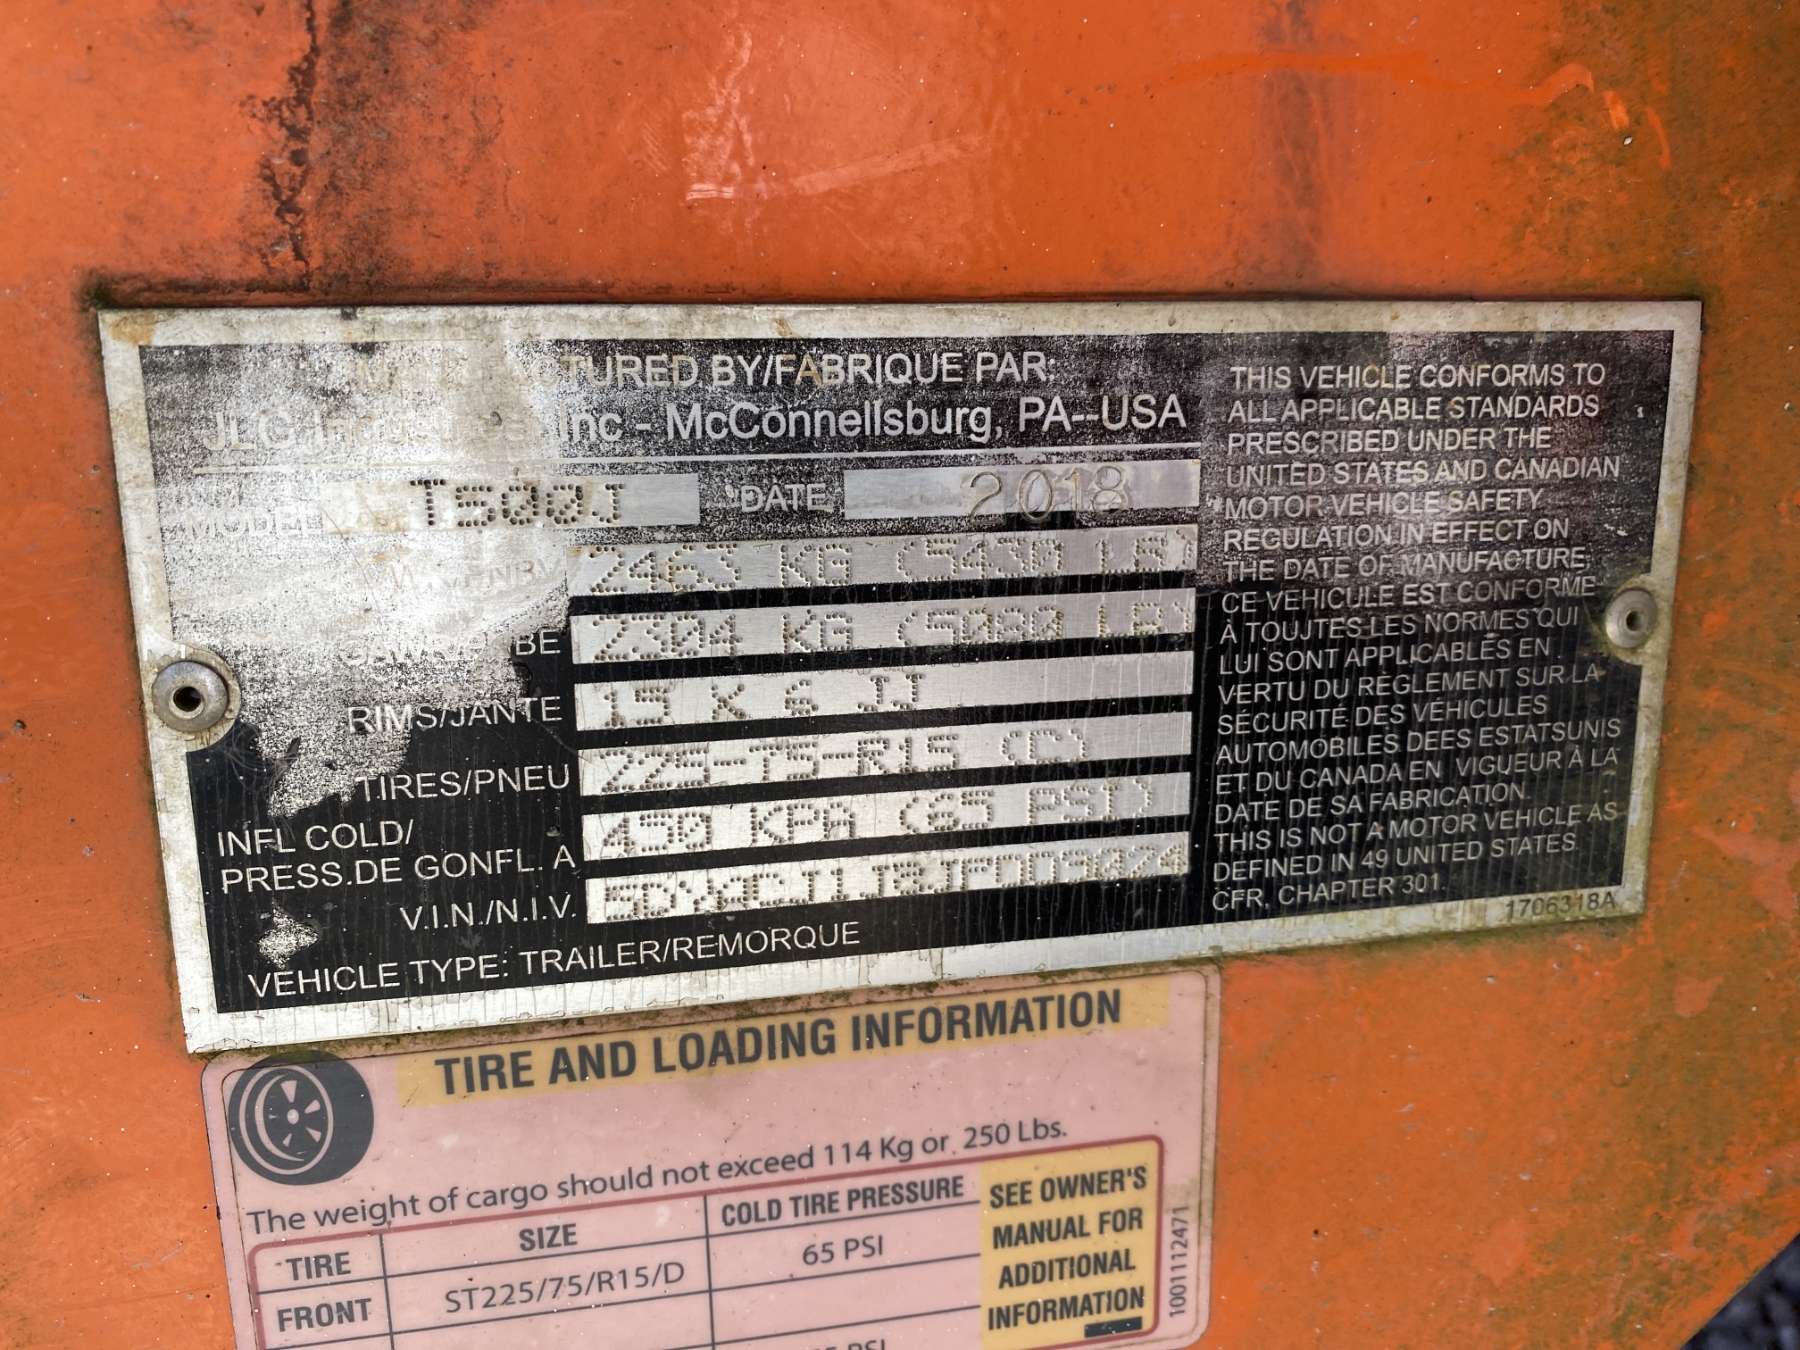 MANUFACTURED BY/FABRIQUE PAR:
JLG Industries, Inc - McConnellsburg, PA--USA
MODEL T500J DATE 2018
2463 KG (5430 LB)
2304 KG (5080 LB)
RIMS/JANTE 15 X 6 JJ
TIRES/PNEU 225-75-R15 (C)
INFL COLD/
PRESS.DE GONFL. A 450 KPA (65 PSI)
V.I.N./N.I.V.
VEHICLE TYPE: TRAILER/REMORQUE
THIS VEHICLE CONFORMS TO
ALL APPLICABLE STANDARDS
PRESCRIBED UNDER THE
UNITED STATES AND CANADIAN
MOTOR VEHICLE SAFETY
REGULATION IN EFFECT ON
THE DATE OF MANUFACTURE
CE VEHICULE EST CONFORME
À TOUJTES LES NORMES QUI
LUI SONT APPLICABLES EN
VERTU DU RÈGLEMENT SUR LA
SÉCURITÉ DES VÉHICULES
AUTOMOBILES DEES ESTATSUNIS
ET DU CANADA EN VIGUEUR À LA
DATE DE SA FABRICATION
THIS IS NOT A MOTOR VEHICLE AS
DEFINED IN 49 UNITED STATES
CFR, CHAPTER 301.
1706318A
TIRE AND LOADING INFORMATION
The weight of cargo should not exceed 114 Kg or 250 Lbs.
TIRE SIZE COLD TIRE PRESSURE
FRONT ST225/75/R15/D 65 PSI
SEE OWNER'S
MANUAL FOR
ADDITIONAL
INFORMATION
1001112471